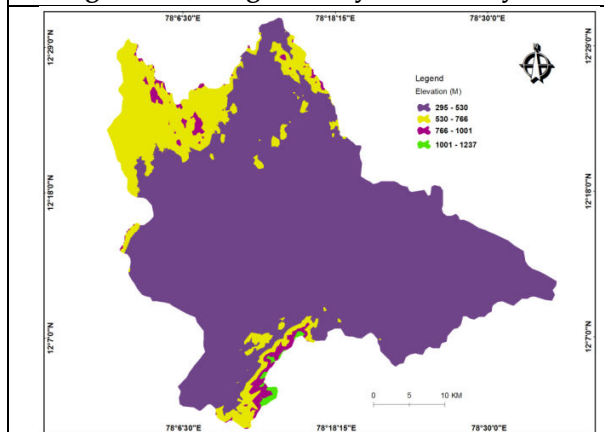 78°6'30"E 78°18'15"E 78°30'0"E
12°29'0"N 12°29'0"N
Legend
Elevation (M)
295 - 530
530 - 766
766 - 1001
1001 - 1237
12°18'0"N 12°18'0"N
12°7'0"N 12°7'0"N
0 5 10 KM
78°6'30"E 78°18'15"E 78°30'0"E